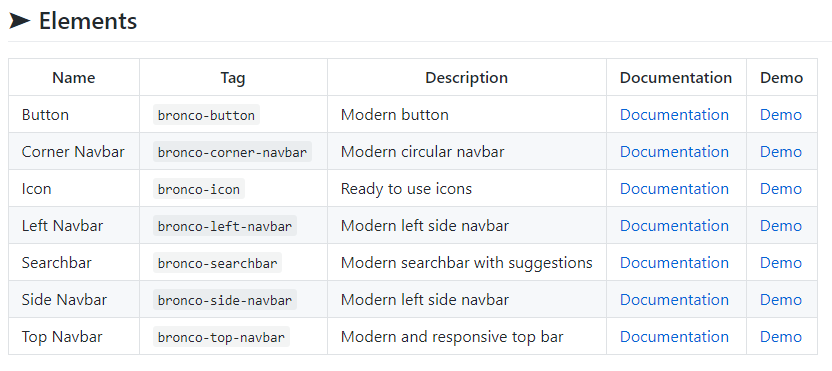 ➤ Elements
Name Tag Description Documentation Demo
Button bronco-button Modern button Documentation Demo
Corner Navbar bronco-corner-navbar Modern circular navbar Documentation Demo
Icon bronco-icon Ready to use icons Documentation Demo
Left Navbar bronco-left-navbar Modern left side navbar Documentation Demo
Searchbar bronco-searchbar Modern searchbar with suggestions Documentation Demo
Side Navbar bronco-side-navbar Modern left side navbar Documentation Demo
Top Navbar bronco-top-navbar Modern and responsive top bar Documentation Demo